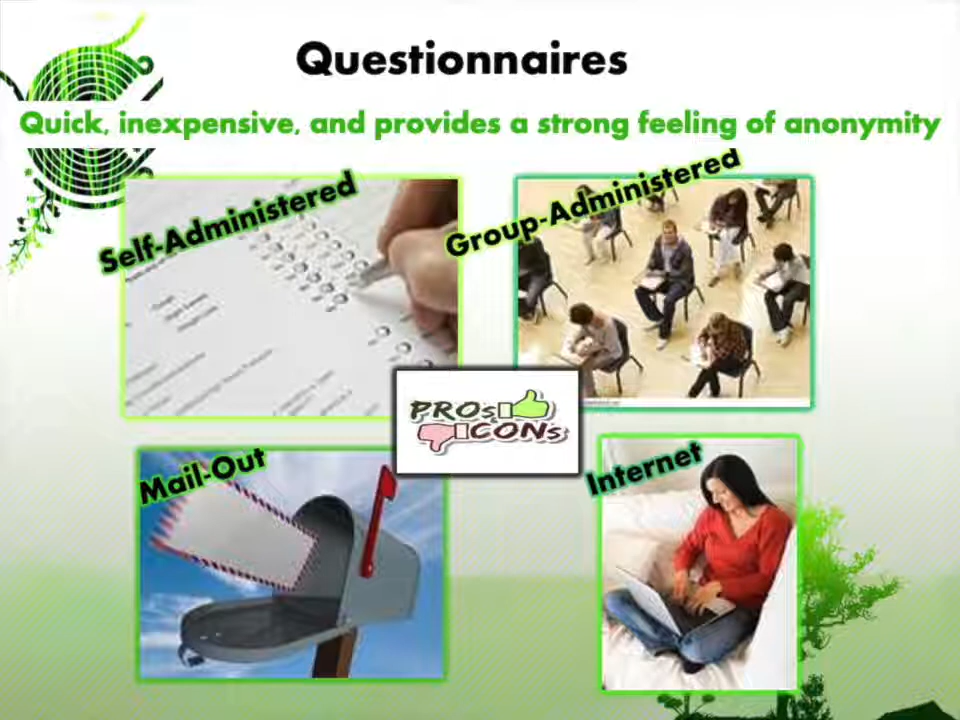 Questionnaires
Quick, inexpensive, and provides a strong feeling of anonymity
Self-Administered
Group-Administered
PROs
CONs
Mail-Out
Internet